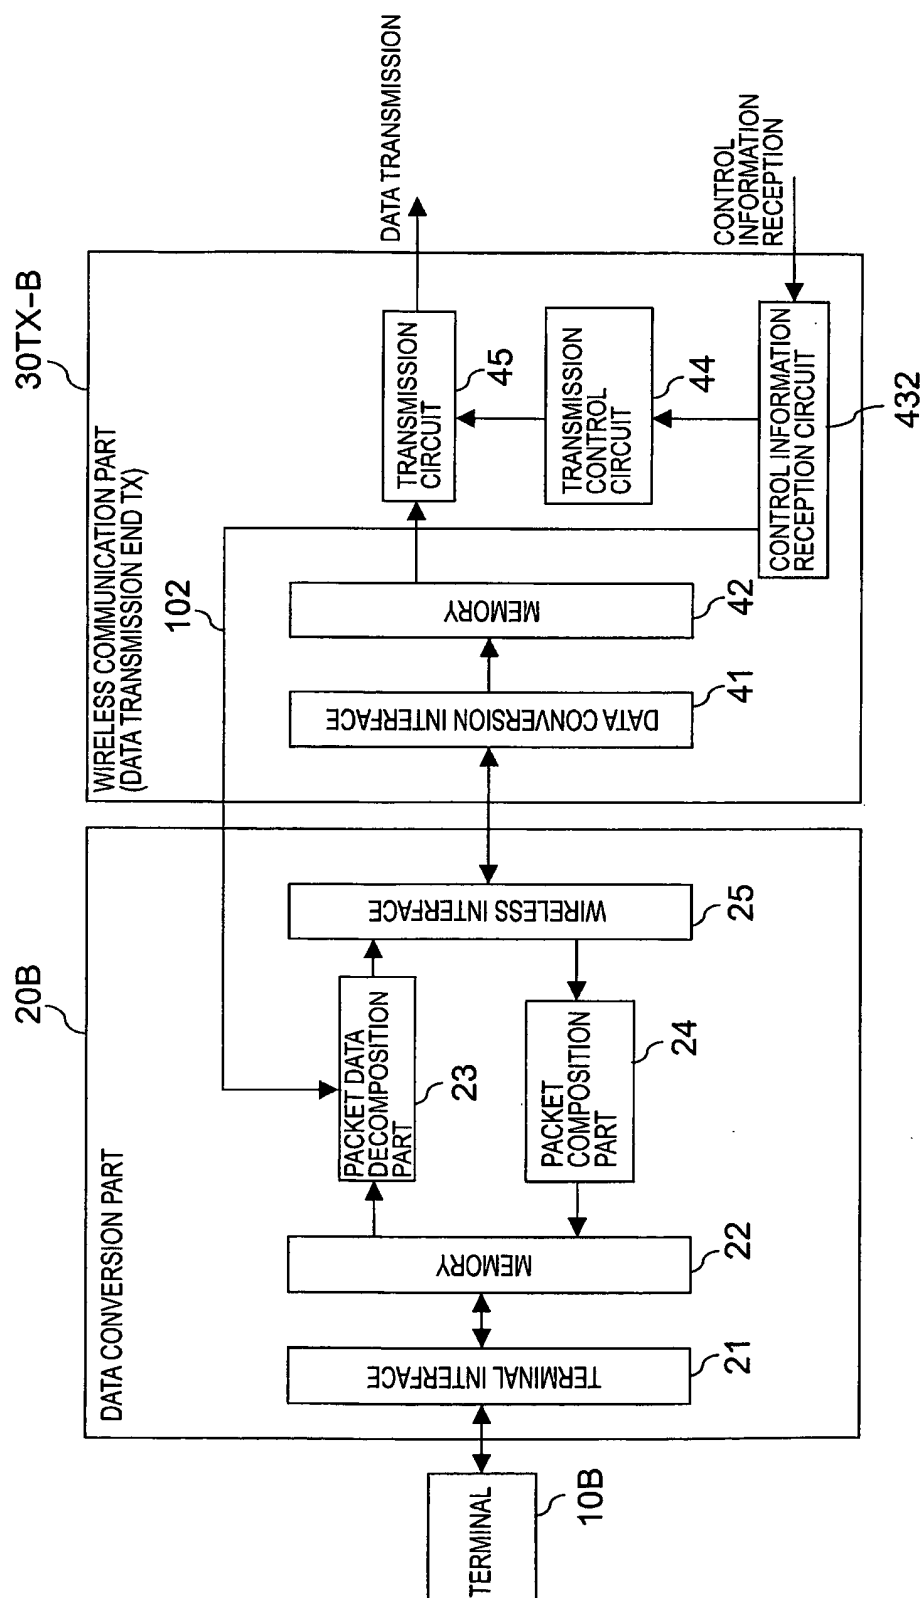 TERMINAL
10B
20B
DATA CONVERSION PART
TERMINAL INTERFACE
21
MEMORY
22
PACKET DATA
DECOMPOSITION
PART
23
PACKET
COMPOSITION
PART
24
WIRELESS INTERFACE
25
102
30TX-B
WIRELESS COMMUNICATION PART
(DATA TRANSMISSION END TX)
DATA CONVERSION INTERFACE
41
MEMORY
42
TRANSMISSION
CIRCUIT
45
TRANSMISSION
CONTROL
CIRCUIT
44
CONTROL INFORMATION
RECEPTION CIRCUIT
432
DATA TRANSMISSION
CONTROL
INFORMATION
RECEPTION